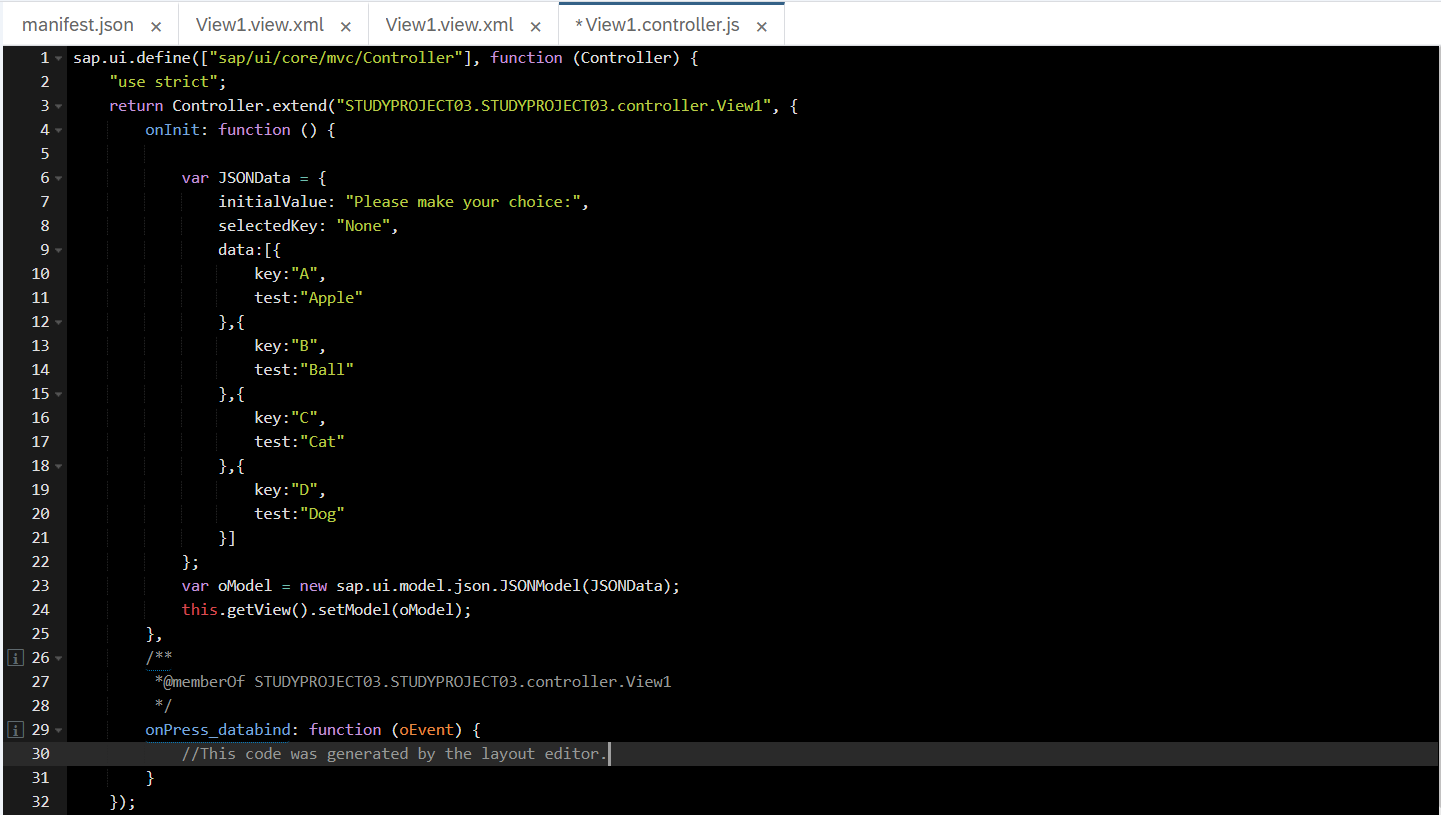 manifest.json × View1.view.xml × View1.view.xml × *View1.controller.js ×
1 sap.ui.define(["sap/ui/core/mvc/Controller"], function (Controller) {
2 "use strict";
3 return Controller.extend("STUDYPROJECT03.STUDYPROJECT03.controller.View1", {
4 onInit: function () {
5
6 var JSONData = {
7 initialValue: "Please make your choice:",
8 selectedKey: "None",
9 data:[{
10 key:"A",
11 test:"Apple"
12 },{
13 key:"B",
14 test:"Ball"
15 },{
16 key:"C",
17 test:"Cat"
18 },{
19 key:"D",
20 test:"Dog"
21 }]
22 };
23 var oModel = new sap.ui.model.json.JSONModel(JSONData);
24 this.getView().setModel(oModel);
25 },
i 26 /**
27 *@memberOf STUDYPROJECT03.STUDYPROJECT03.controller.View1
28 */
i 29 onPress_databind: function (oEvent) {
30 //This code was generated by the layout editor.
31 }
32 });